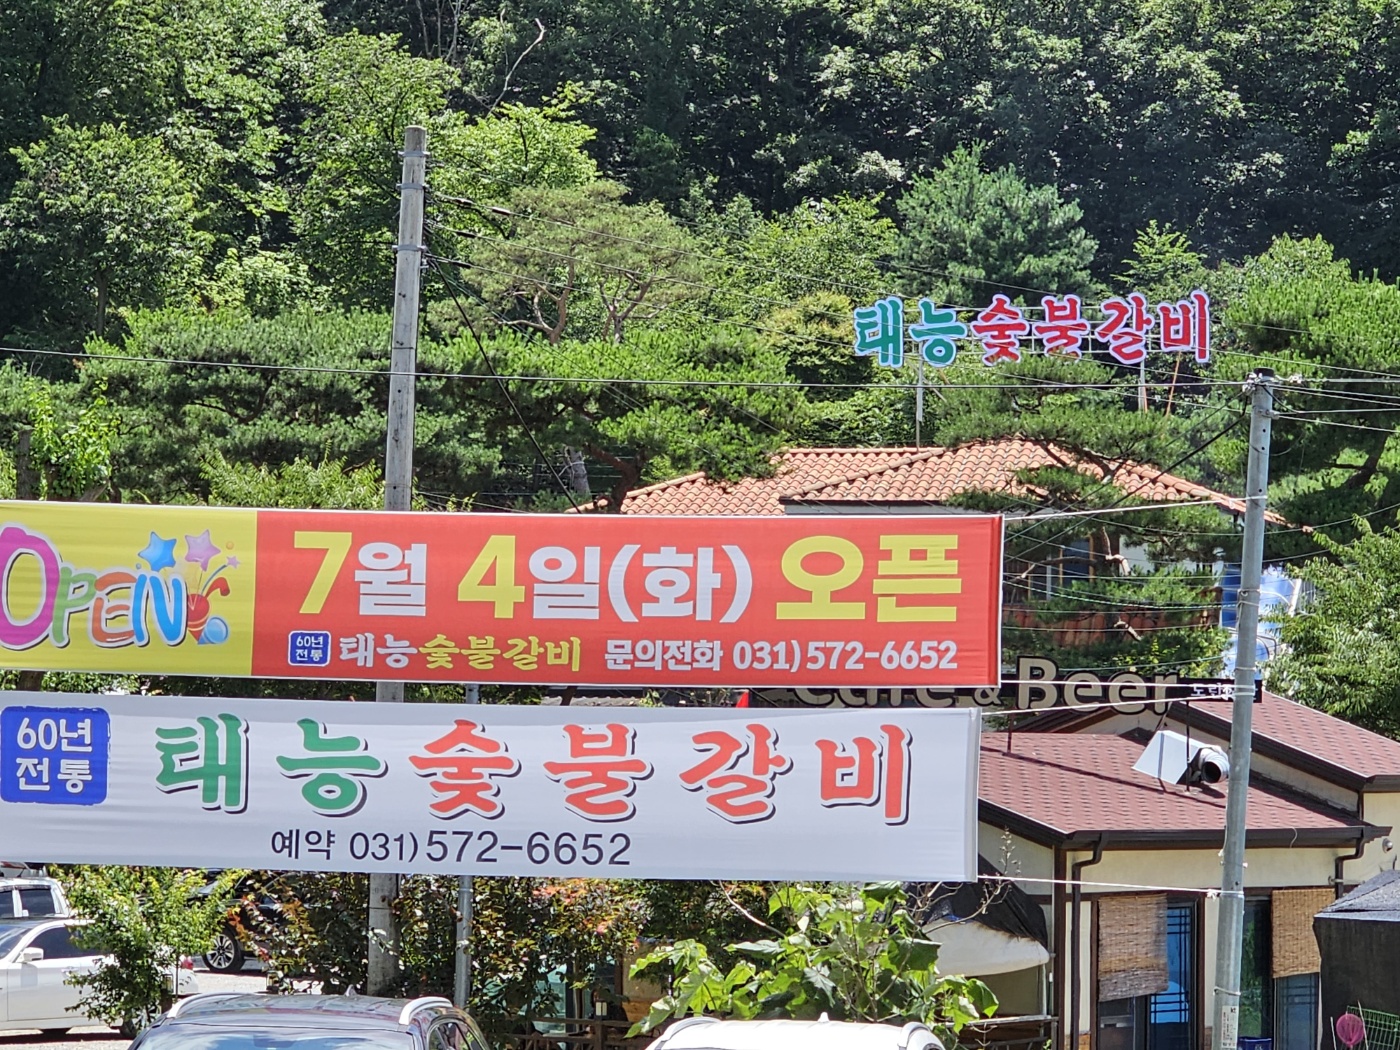 태능숯불갈비
OPEN
7월 4일(화) 오픈
60년
전통
태능숯불갈비 문의전화 031)572-6652
Cafe & Beer
60년
전통
태능숯불갈비
예약 031)572-6652